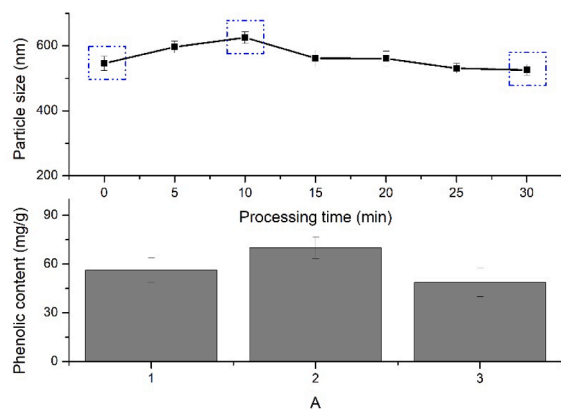 600
400
200
Particle size (nm)
0 5 10 15 20 25 30
Processing time (min)
90
60
30
0
Phenolic content (mg/g)
1 2 3
A